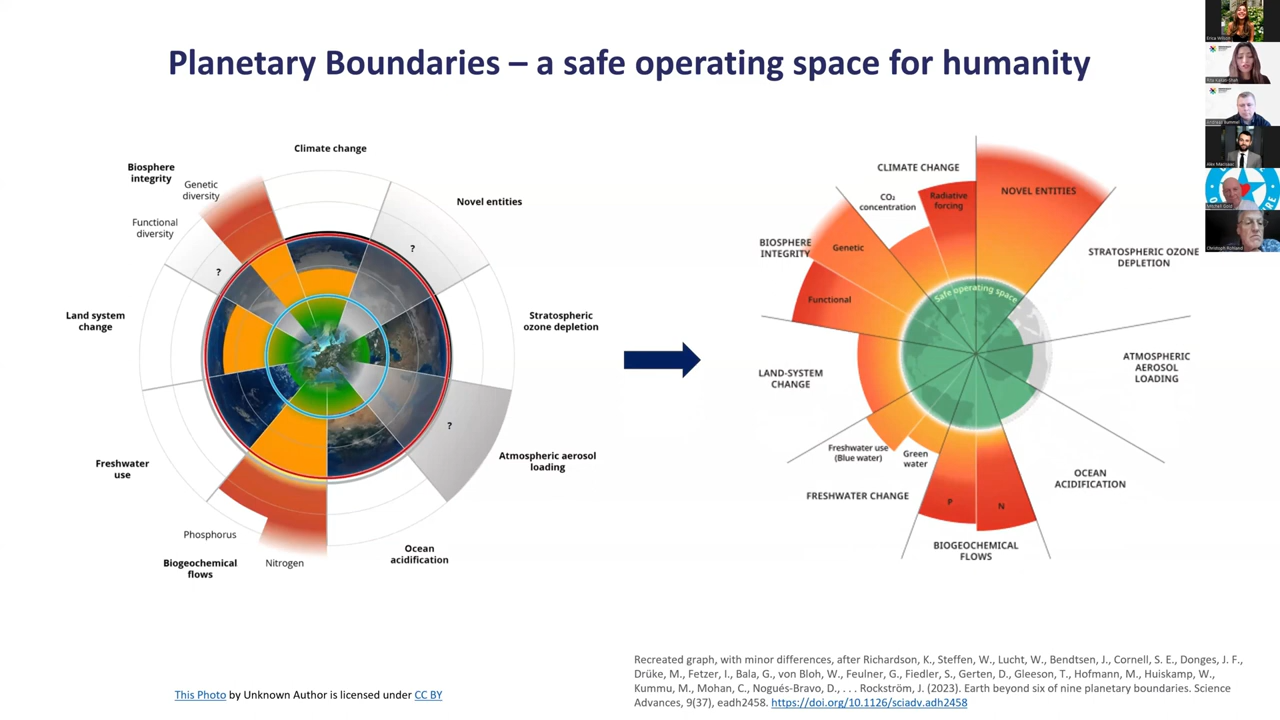 Planetary Boundaries – a safe operating space for humanity
Climate change
Biosphere
integrity
Genetic
diversity
Functional
diversity
Novel entities
?
?
Land system
change
Stratospheric
ozone depletion
?
Freshwater
use
Atmospheric aerosol
loading
Phosphorus
Biogeochemical
flows
Nitrogen
Ocean
acidification
CLIMATE CHANGE
CO₂
concentration
Radiative
forcing
NOVEL ENTITIES
BIOSPHERE
INTEGRITY
Genetic
Functional
STRATOSPHERIC OZONE
DEPLETION
Safe operating space
ATMOSPHERIC
AEROSOL
LOADING
LAND-SYSTEM
CHANGE
Freshwater use
(Blue water)
Green
water
FRESHWATER CHANGE
P
N
OCEAN
ACIDIFICATION
BIOGEOCHEMICAL
FLOWS
This Photo by Unknown Author is licensed under CC BY
Recreated graph, with minor differences, after Richardson, K., Steffen, W., Lucht, W., Bendtsen, J., Cornell, S. E., Donges, J. F.,
Drüke, M., Fetzer, I., Bala, G., von Bloh, W., Feulner, G., Fiedler, S., Gerten, D., Gleeson, T., Hofmann, M., Huiskamp, W.,
Kummu, M., Mohan, C., Nogués-Bravo, D., . . . Rockström, J. (2023). Earth beyond six of nine planetary boundaries. Science
Advances, 9(37), eadh2458. https://doi.org/10.1126/sciadv.adh2458
Erica Wilson